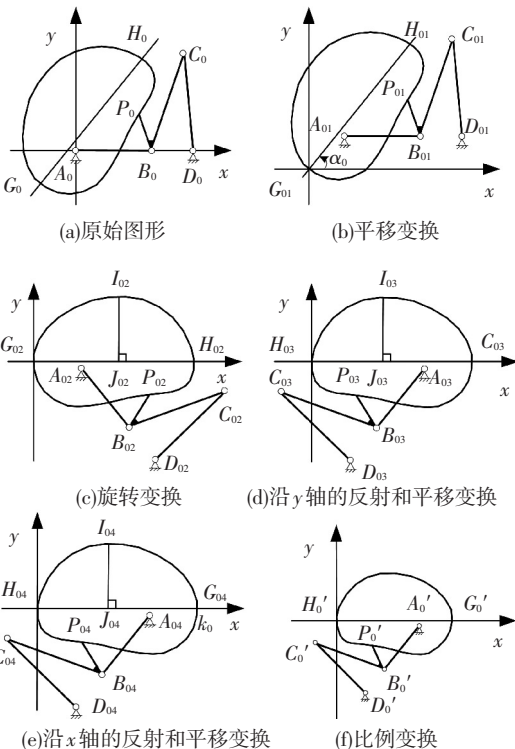 y H₀ C₀ P₀ A₀ B₀ D₀ G₀ x
(a)原始图形
y H₀₁ C₀₁ P₀₁ A₀₁ B₀₁ D₀₁ α₀ G₀₁ x
(b)平移变换
I₀₂ y G₀₂ H₀₂ A₀₂ J₀₂ P₀₂ x C₀₂ B₀₂ D₀₂
(c)旋转变换
I₀₃ y H₀₃ C₀₃ C₀₃ P₀₃ J₀₃ A₀₃ x B₀₃ D₀₃
(d)沿y轴的反射和平移变换
I₀₄ y H₀₄ G₀₄ P₀₄ J₀₄ A₀₄ k₀ x C₀₄ B₀₄ D₀₄
(e)沿x轴的反射和平移变换
y H₀′ A₀′ G₀′ C₀′ P₀′ x B₀′ D₀′
(f)比例变换